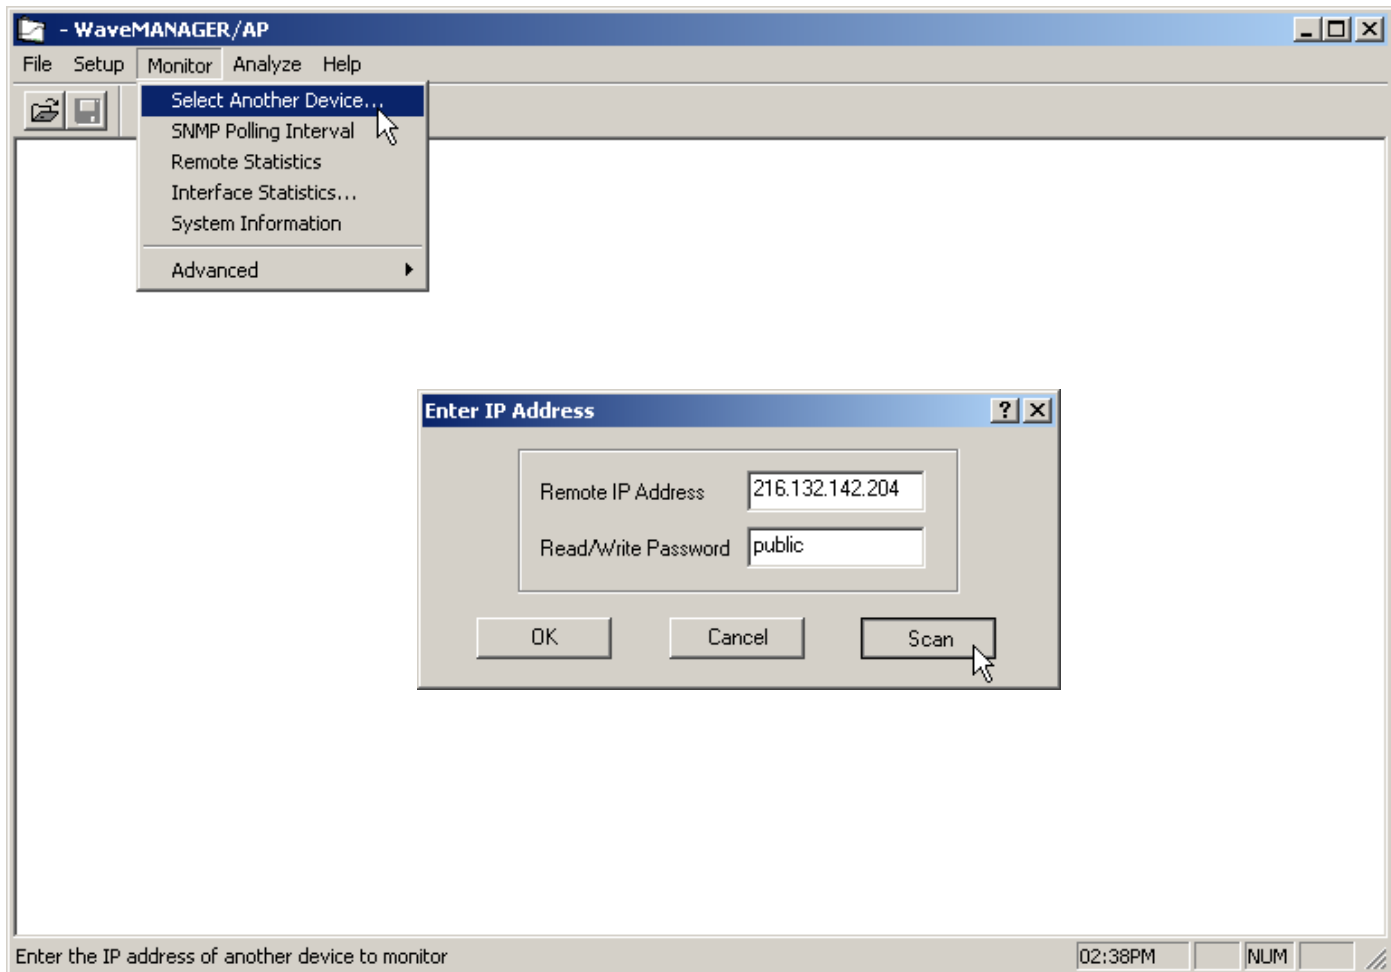 - WaveMANAGER/AP
File Setup Monitor Analyze Help
Select Another Device...
SNMP Polling Interval
Remote Statistics
Interface Statistics...
System Information
Advanced
Enter IP Address
Remote IP Address 216.132.142.204
Read/Write Password public
OK Cancel Scan
Enter the IP address of another device to monitor 02:38PM NUM